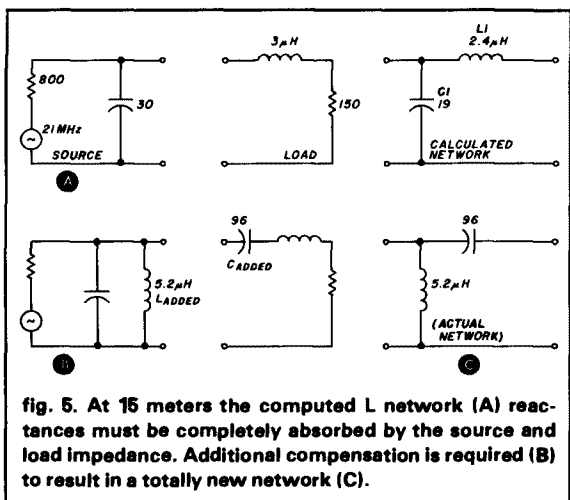 800
21MHz
SOURCE
30
A
3μH
150
LOAD
L1
2.4μH
C1
19
CALCULATED
NETWORK
B
5.2μH
LADDED
96
CADDED
96
5.2μH
(ACTUAL
NETWORK)
C
fig. 5. At 15 meters the computed L network (A) reac-
tances must be completely absorbed by the source and
load impedance. Additional compensation is required (B)
to result in a totally new network (C).